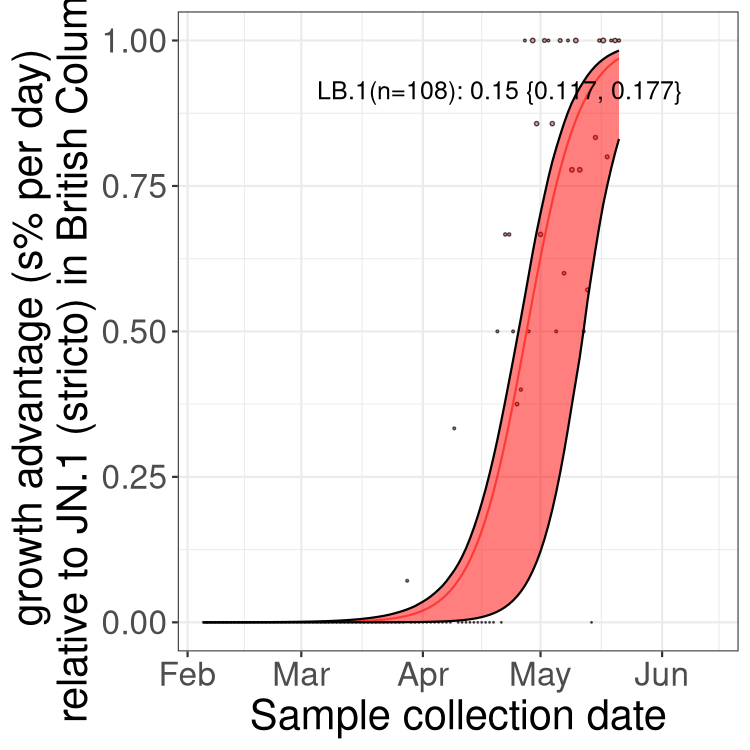 growth advantage (s% per day)
relative to JN.1 (stricto) in British Colum
1.00
0.75
0.50
0.25
0.00
LB.1(n=108): 0.15 {0.117, 0.177}
Feb Mar Apr May Jun
Sample collection date